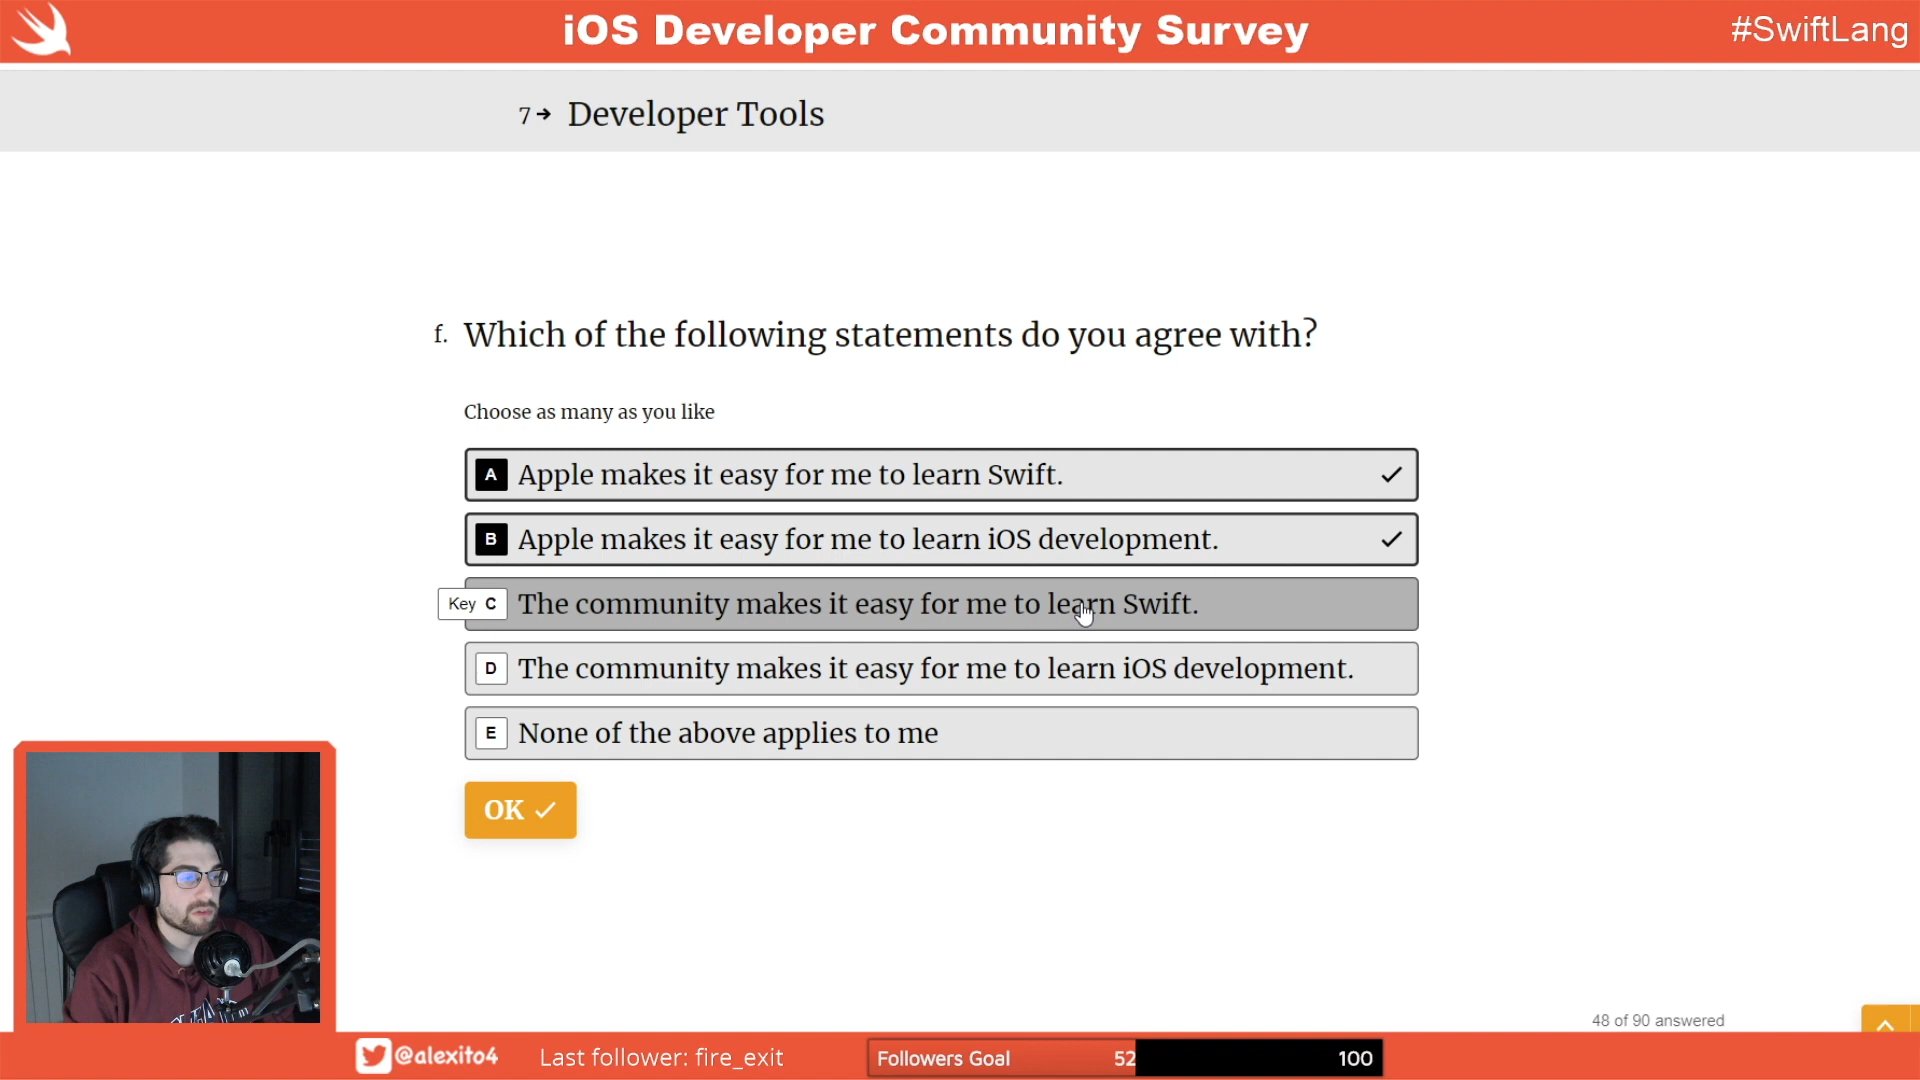 iOS Developer Community Survey
#SwiftLang
7 → Developer Tools
f. Which of the following statements do you agree with?
Choose as many as you like
A Apple makes it easy for me to learn Swift.
B Apple makes it easy for me to learn iOS development.
Key C The community makes it easy for me to learn Swift.
D The community makes it easy for me to learn iOS development.
E None of the above applies to me
OK
48 of 90 answered
@alexito4
Last follower: fire_exit
Followers Goal 52 100